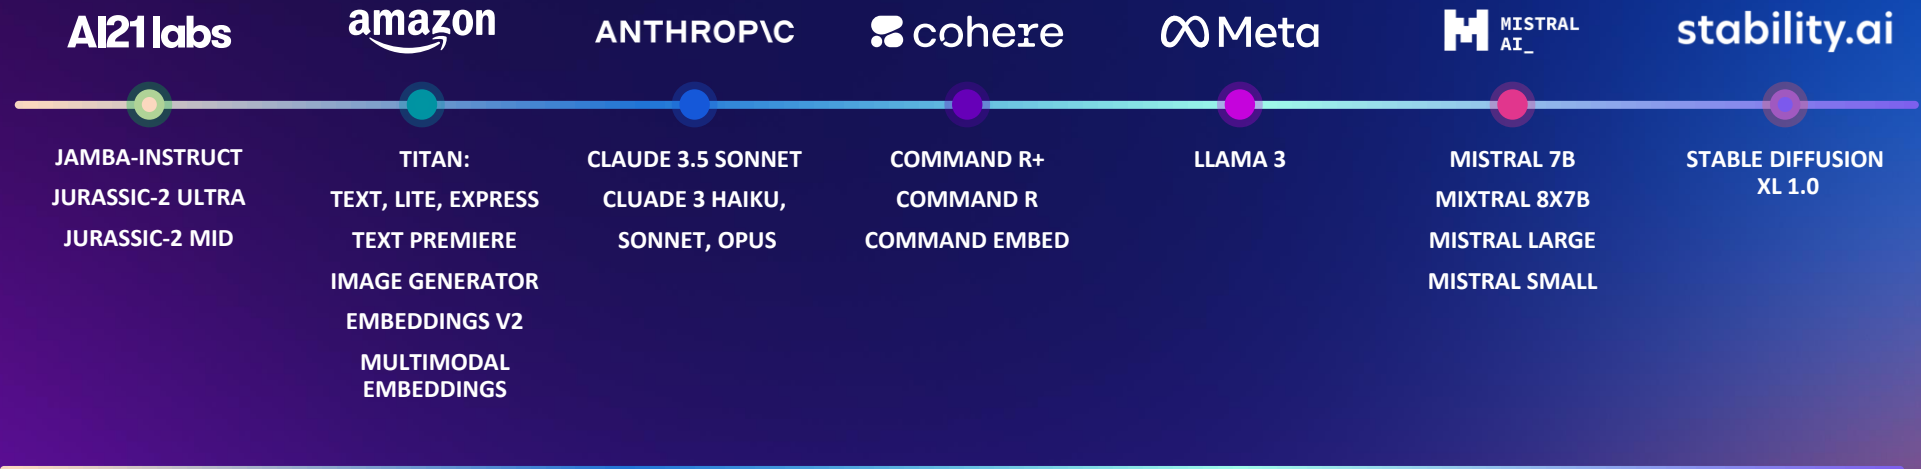 AI21 labs
amazon
ANTHROP\C
cohere
Meta
MISTRAL
AI_
stability.ai
JAMBA-INSTRUCT
JURASSIC-2 ULTRA
JURASSIC-2 MID
TITAN:
TEXT, LITE, EXPRESS
TEXT PREMIERE
IMAGE GENERATOR
EMBEDDINGS V2
MULTIMODAL
EMBEDDINGS
CLAUDE 3.5 SONNET
CLUADE 3 HAIKU,
SONNET, OPUS
COMMAND R+
COMMAND R
COMMAND EMBED
LLAMA 3
MISTRAL 7B
MIXTRAL 8X7B
MISTRAL LARGE
MISTRAL SMALL
STABLE DIFFUSION
XL 1.0